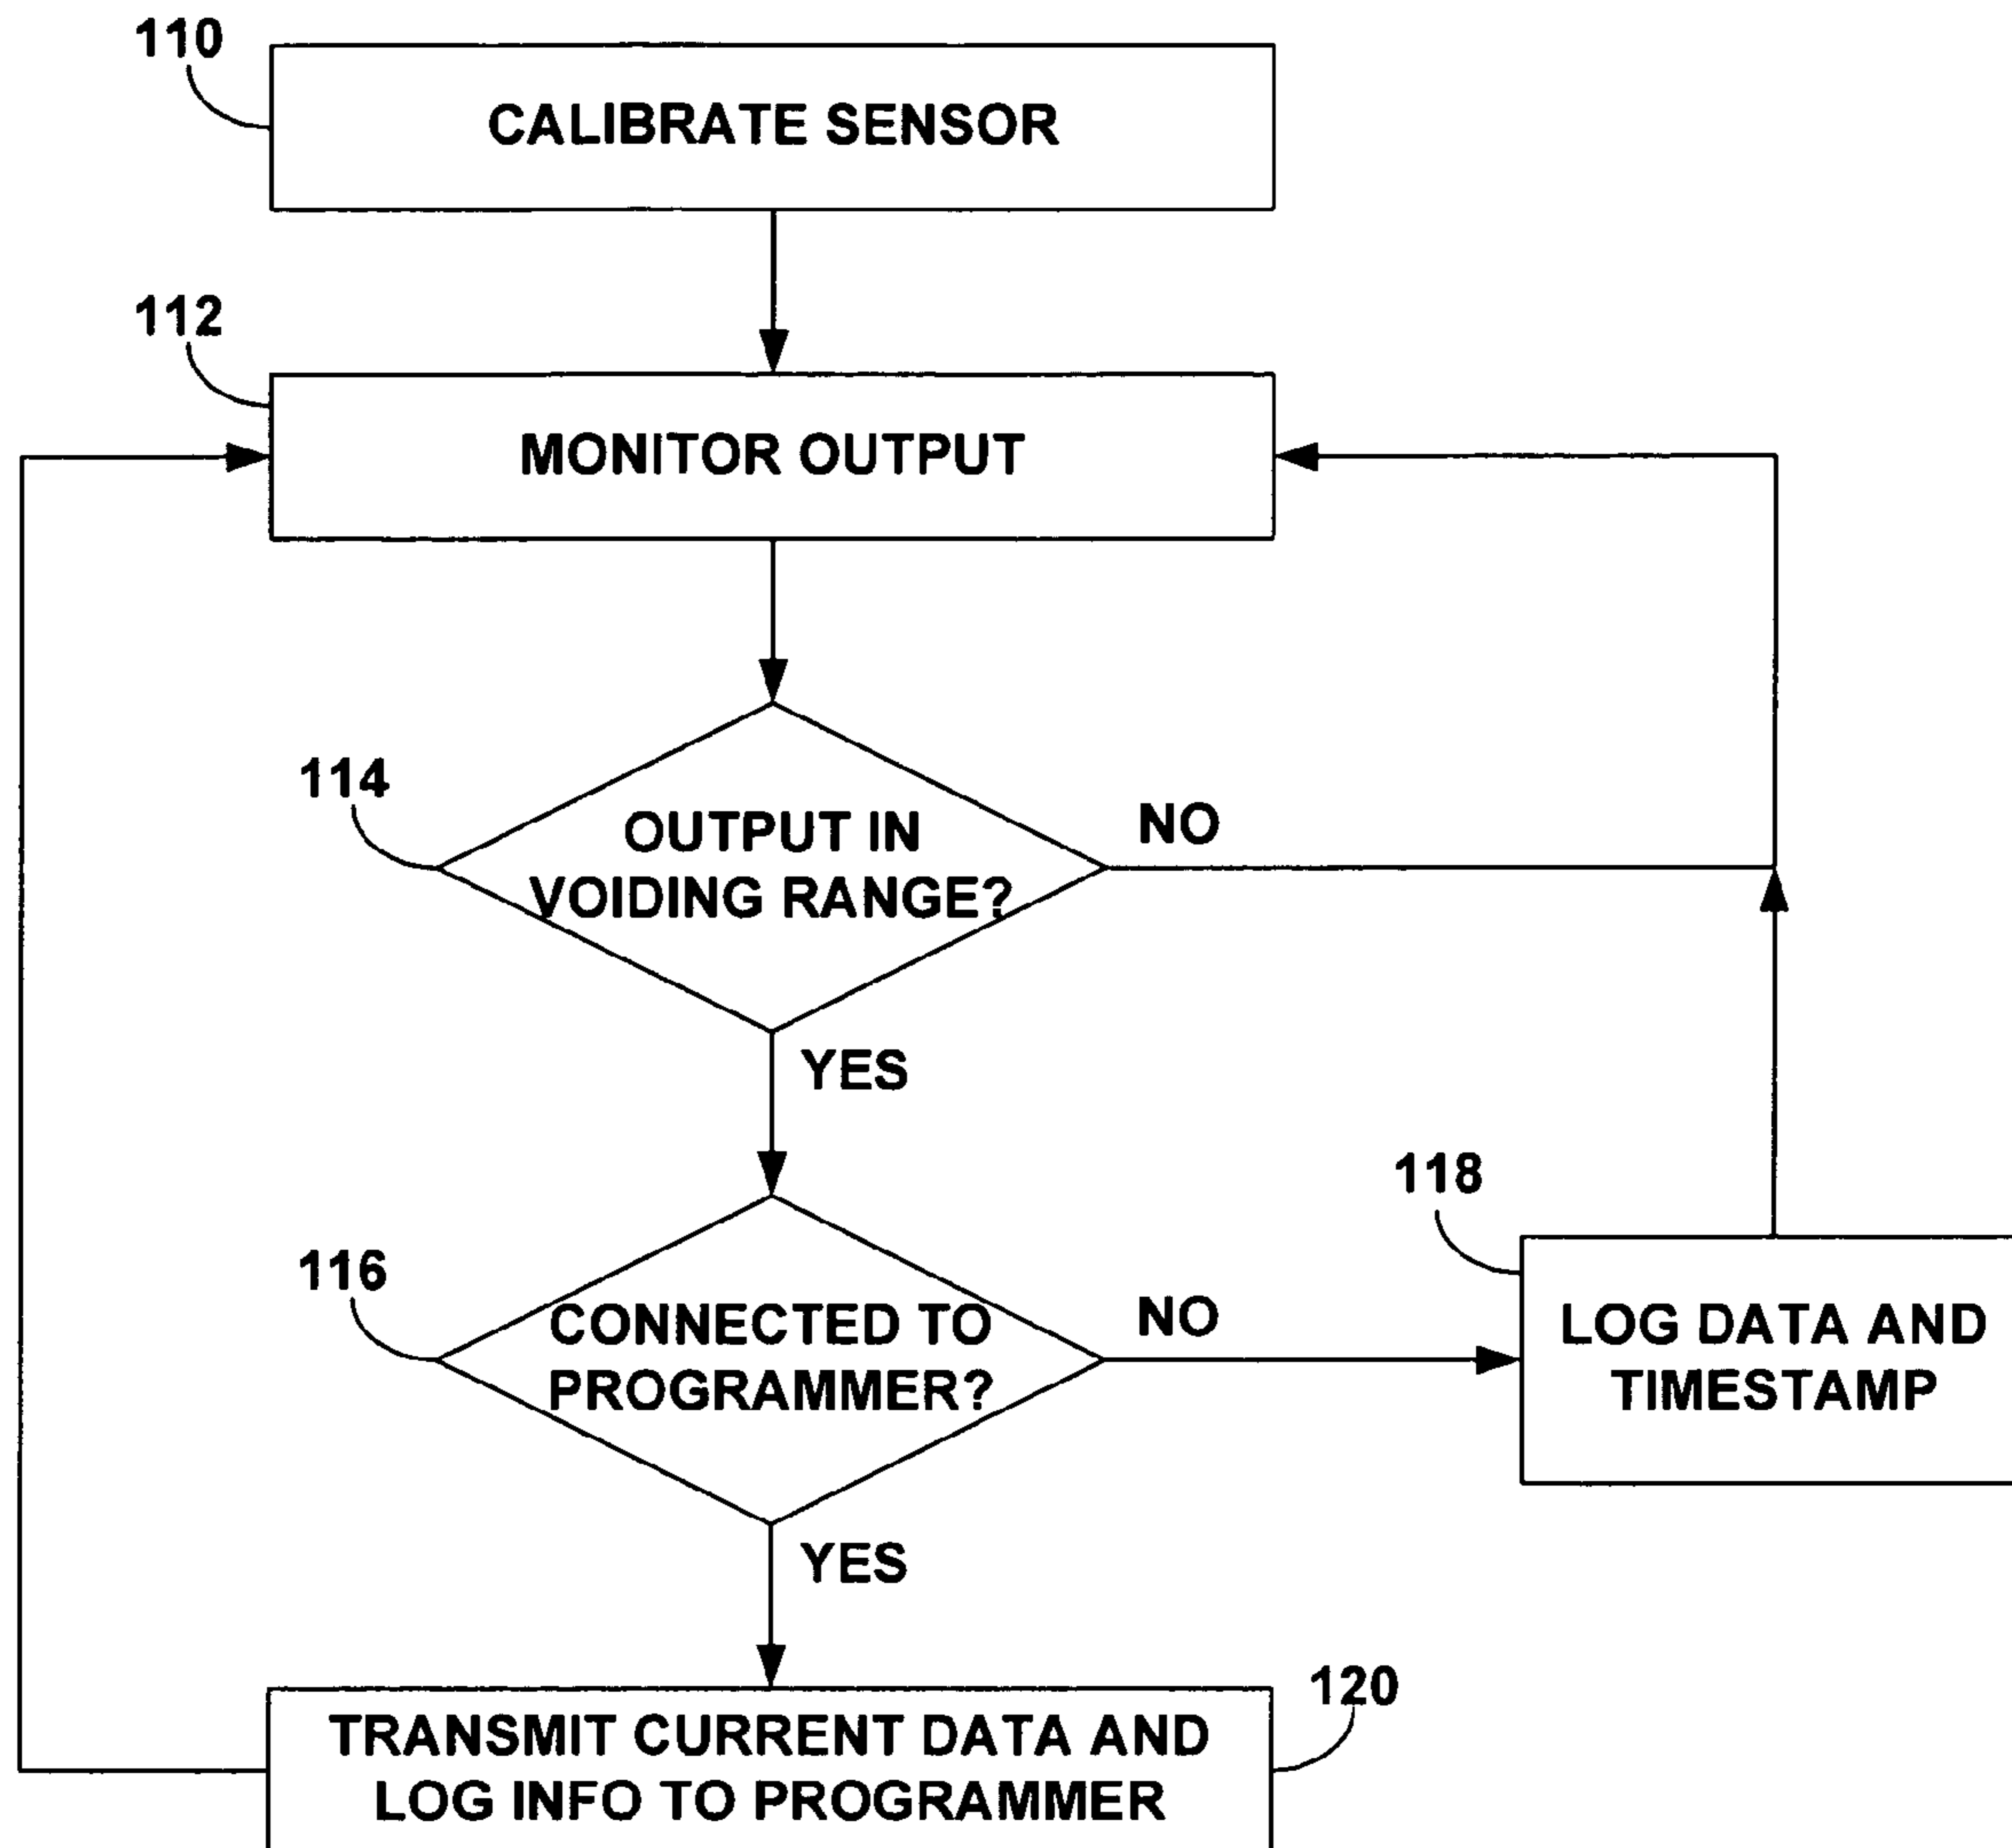 110
CALIBRATE SENSOR
112
MONITOR OUTPUT
114
OUTPUT IN
VOIDING RANGE?
NO
YES
116
CONNECTED TO
PROGRAMMER?
NO
118
LOG DATA AND
TIMESTAMP
YES
120
TRANSMIT CURRENT DATA AND
LOG INFO TO PROGRAMMER